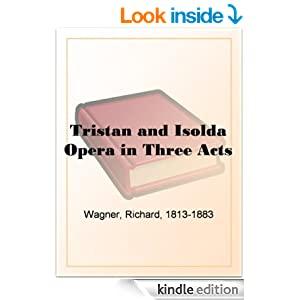 Look inside
Tristan and Isolda
Opera in Three Acts
Wagner, Richard, 1813-1883
kindle edition